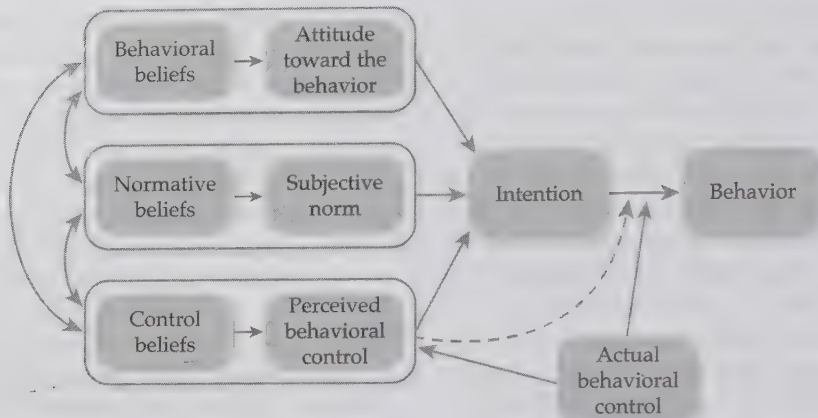 Behavioral
beliefs
Attitude
toward the
behavior
Normative
beliefs
Subjective
norm
Intention
Behavior
Control
beliefs
Perceived
behavioral
control
Actual
behavioral
control